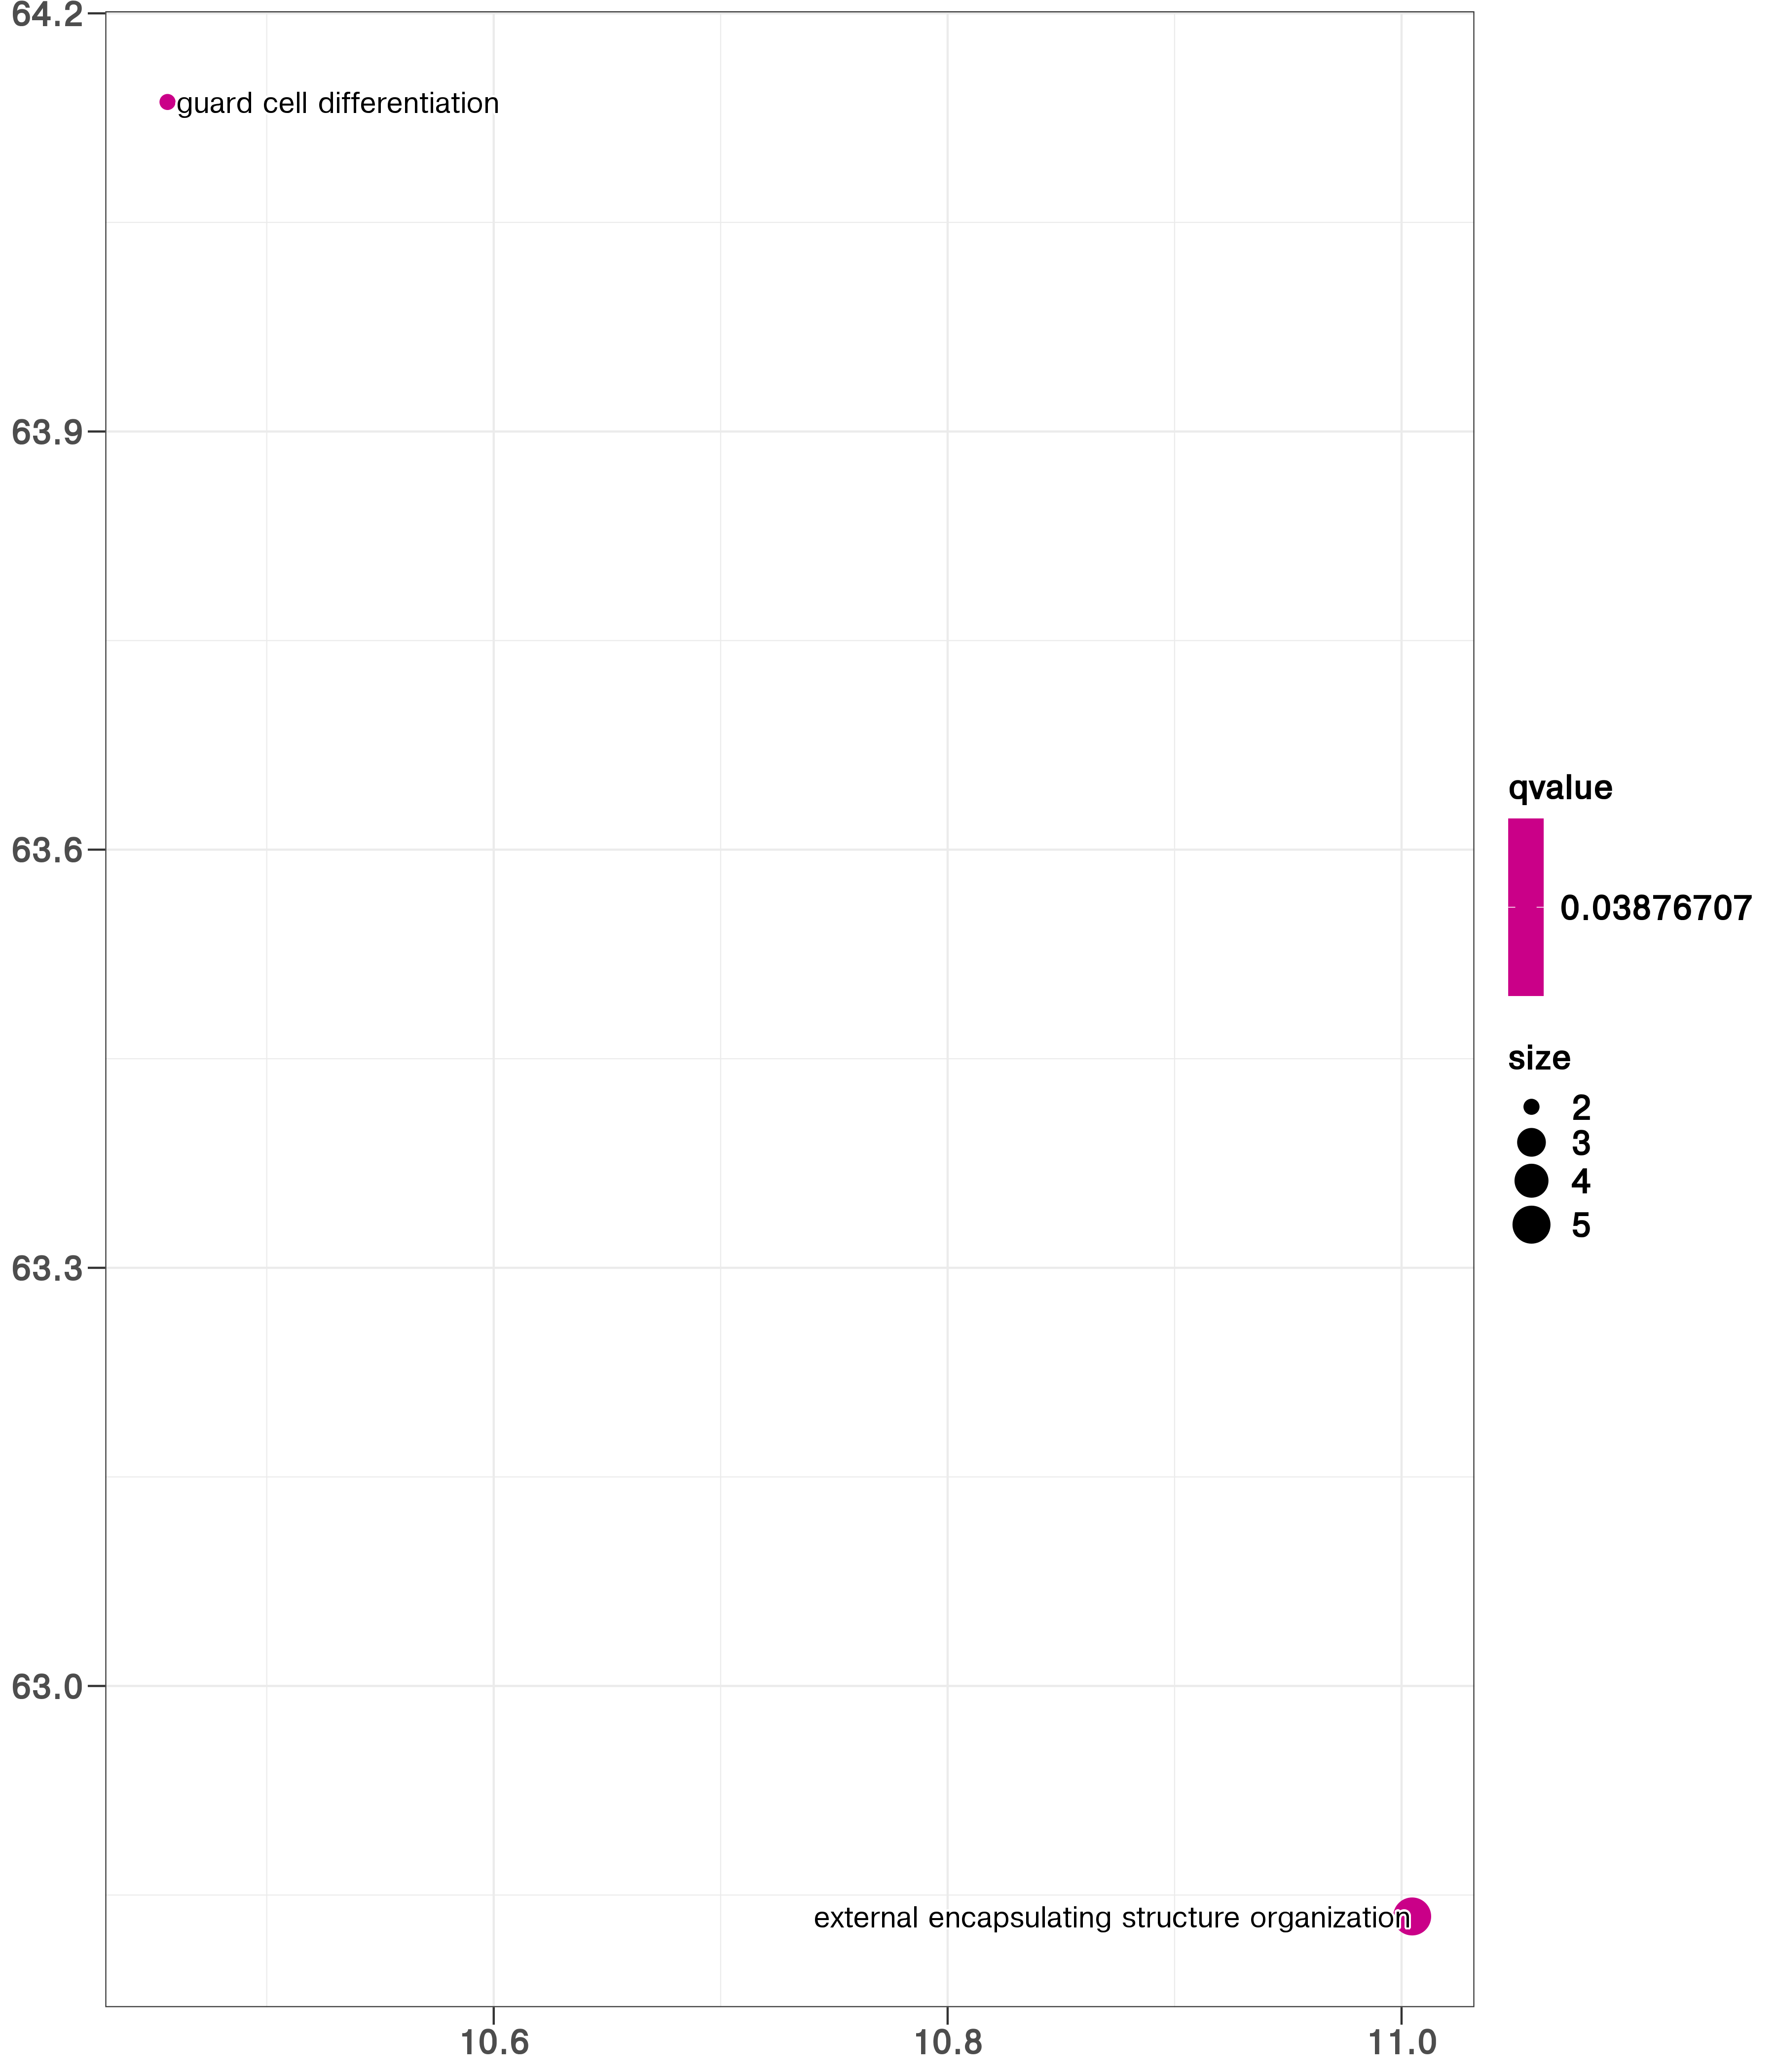 64.2
guard cell differentiation
63.9
63.6
63.3
63.0
external encapsulating structure organization
10.6 10.8 11.0
qvalue
0.03876707
size
2
3
4
5